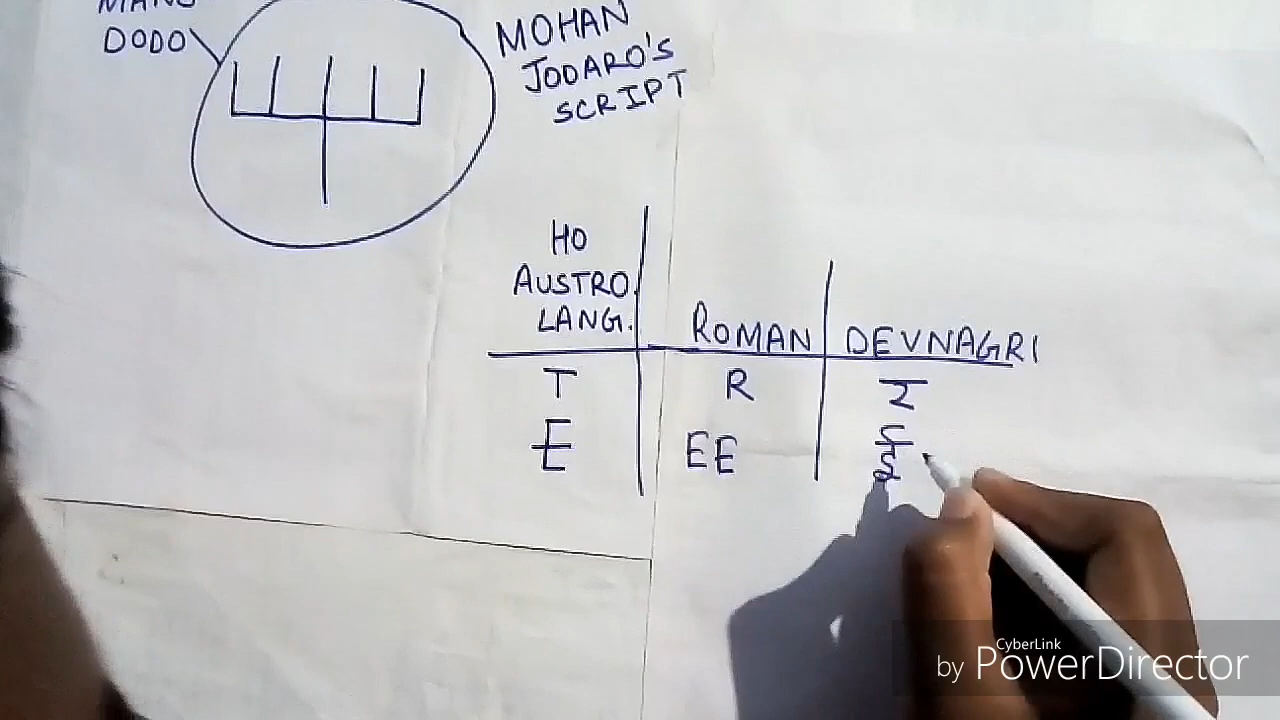 DODO
MOHAN
JODARO'S
SCRIPT
HO
AUSTRO.
LANG.
ROMAN
DEVNAGRI
T
R
र
E
EE
ई
CyberLink
by PowerDirector